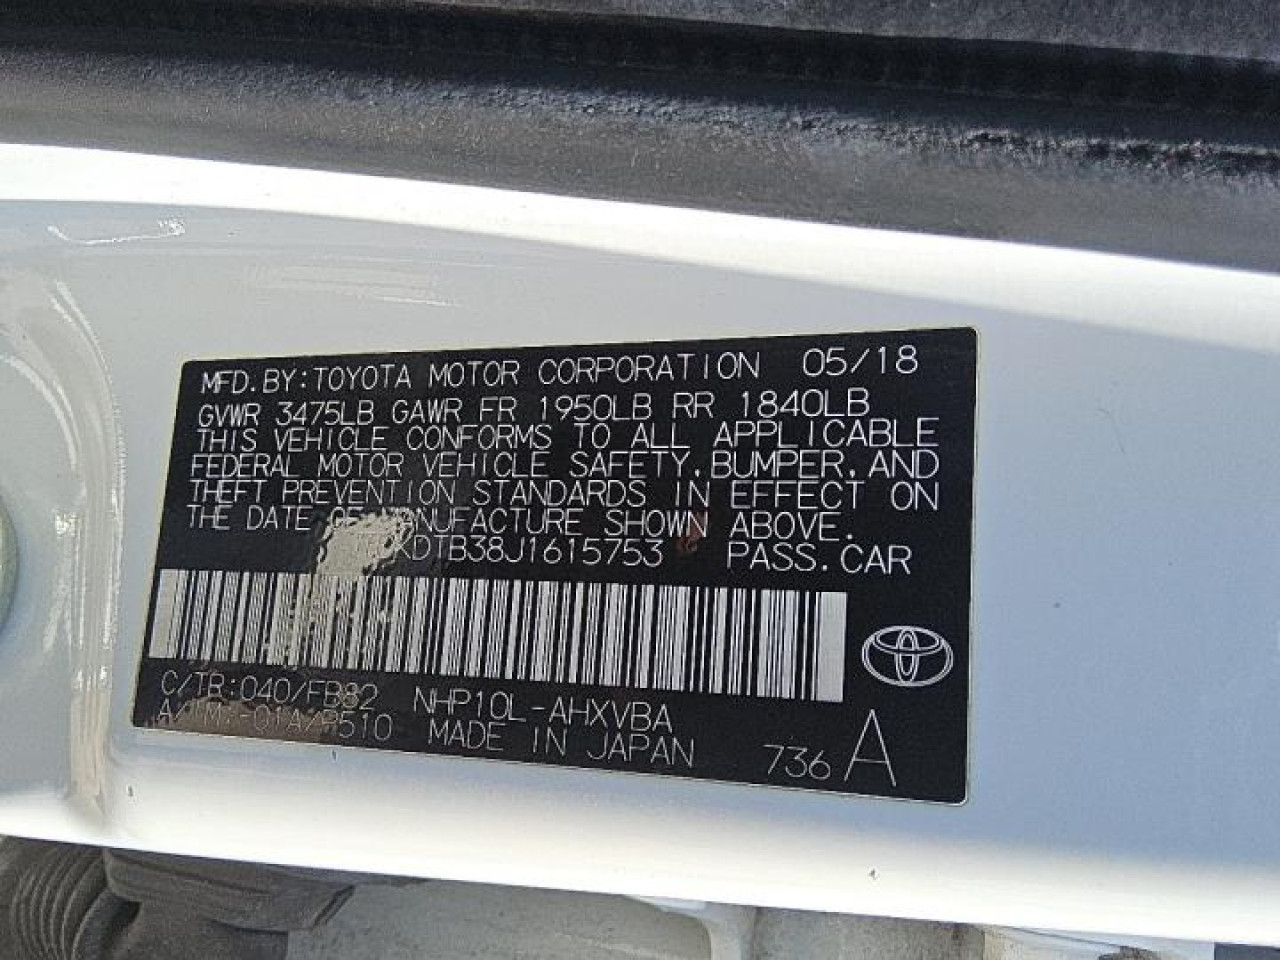 MFD.BY:TOYOTA MOTOR CORPORATION 05/18
GVWR 3475LB GAWR FR 1950LB RR 1840LB
THIS VEHICLE CONFORMS TO ALL APPLICABLE
FEDERAL MOTOR VEHICLE SAFETY,BUMPER,AND
THEFT PREVENTION STANDARDS IN EFFECT ON
THE DATE OF MANUFACTURE SHOWN ABOVE.
KDTB38J1615753 PASS.CAR
C/TR:040/FB82 NHP10L-AHXVBA
MADE IN JAPAN
736 A